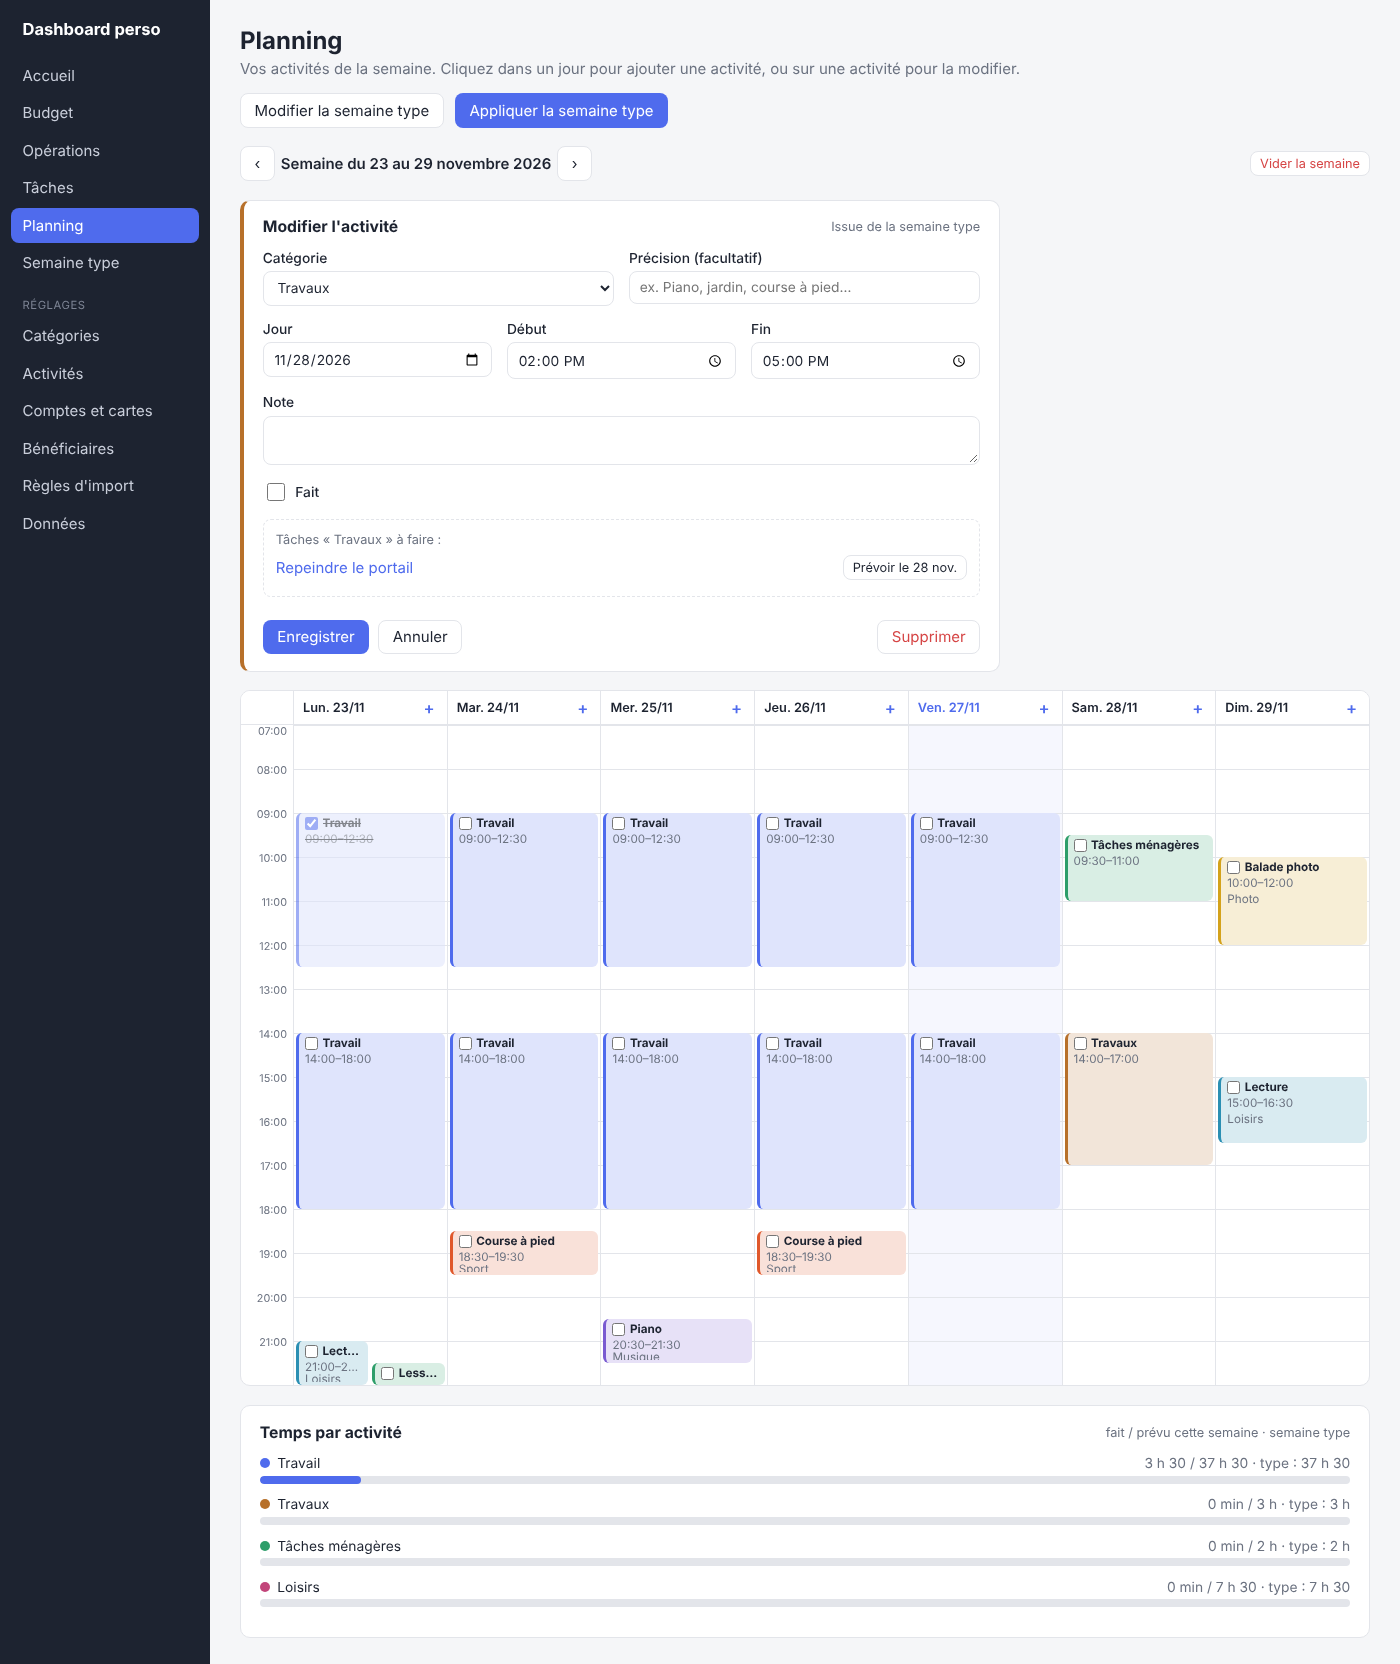 Dashboard perso
Accueil
Budget
Opérations
Tâches
Planning
Semaine type
RÉGLAGES
Catégories
Activités
Comptes et cartes
Bénéficiaires
Règles d'import
Données
Planning
Vos activités de la semaine. Cliquez dans un jour pour ajouter une activité, ou sur une activité pour la modifier.
Modifier la semaine type
Appliquer la semaine type
‹ Semaine du 23 au 29 novembre 2026 ›
Vider la semaine
Modifier l'activité
Issue de la semaine type
Catégorie
Précision (facultatif)
Travaux
ex. Piano, jardin, course à pied...
Jour
Début
Fin
11/28/2026
02:00 PM
05:00 PM
Note
Fait
Tâches « Travaux » à faire :
Repeindre le portail
Prévoir le 28 nov.
Enregistrer
Annuler
Supprimer
Lun. 23/11 +
Mar. 24/11 +
Mer. 25/11 +
Jeu. 26/11 +
Ven. 27/11 +
Sam. 28/11 +
Dim. 29/11 +
07:00
08:00
09:00
10:00
11:00
12:00
13:00
14:00
15:00
16:00
17:00
18:00
19:00
20:00
21:00
Travail
09:00–12:30
Travail
14:00–18:00
Lect...
21:00–2...
Loisirs
Less...
Travail
09:00–12:30
Travail
14:00–18:00
Course à pied
18:30–19:30
Sport
Travail
09:00–12:30
Travail
14:00–18:00
Piano
20:30–21:30
Musique
Travail
09:00–12:30
Travail
14:00–18:00
Course à pied
18:30–19:30
Sport
Travail
09:00–12:30
Travail
14:00–18:00
Tâches ménagères
09:30–11:00
Travaux
14:00–17:00
Balade photo
10:00–12:00
Photo
Lecture
15:00–16:30
Loisirs
Temps par activité
fait / prévu cette semaine · semaine type
Travail
3 h 30 / 37 h 30 · type : 37 h 30
Travaux
0 min / 3 h · type : 3 h
Tâches ménagères
0 min / 2 h · type : 2 h
Loisirs
0 min / 7 h 30 · type : 7 h 30